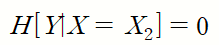 H[Y|X = X₂] = 0